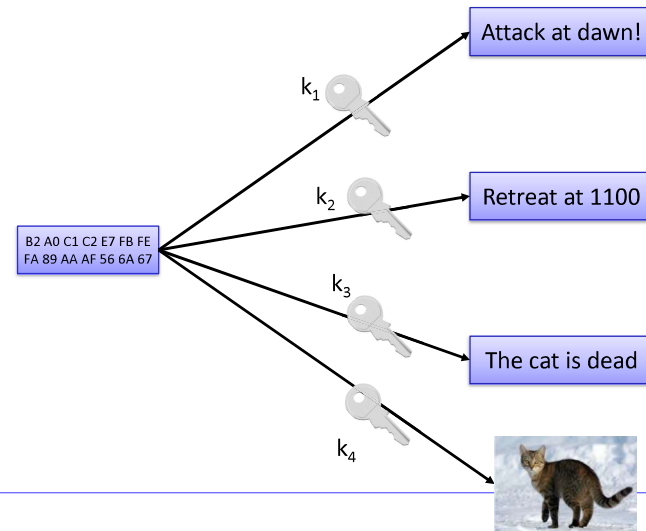 Attack at dawn!
k1
k2
Retreat at 1100
B2 A0 C1 C2 E7 FB FE
FA 89 AA AF 56 6A 67
k3
The cat is dead
k4